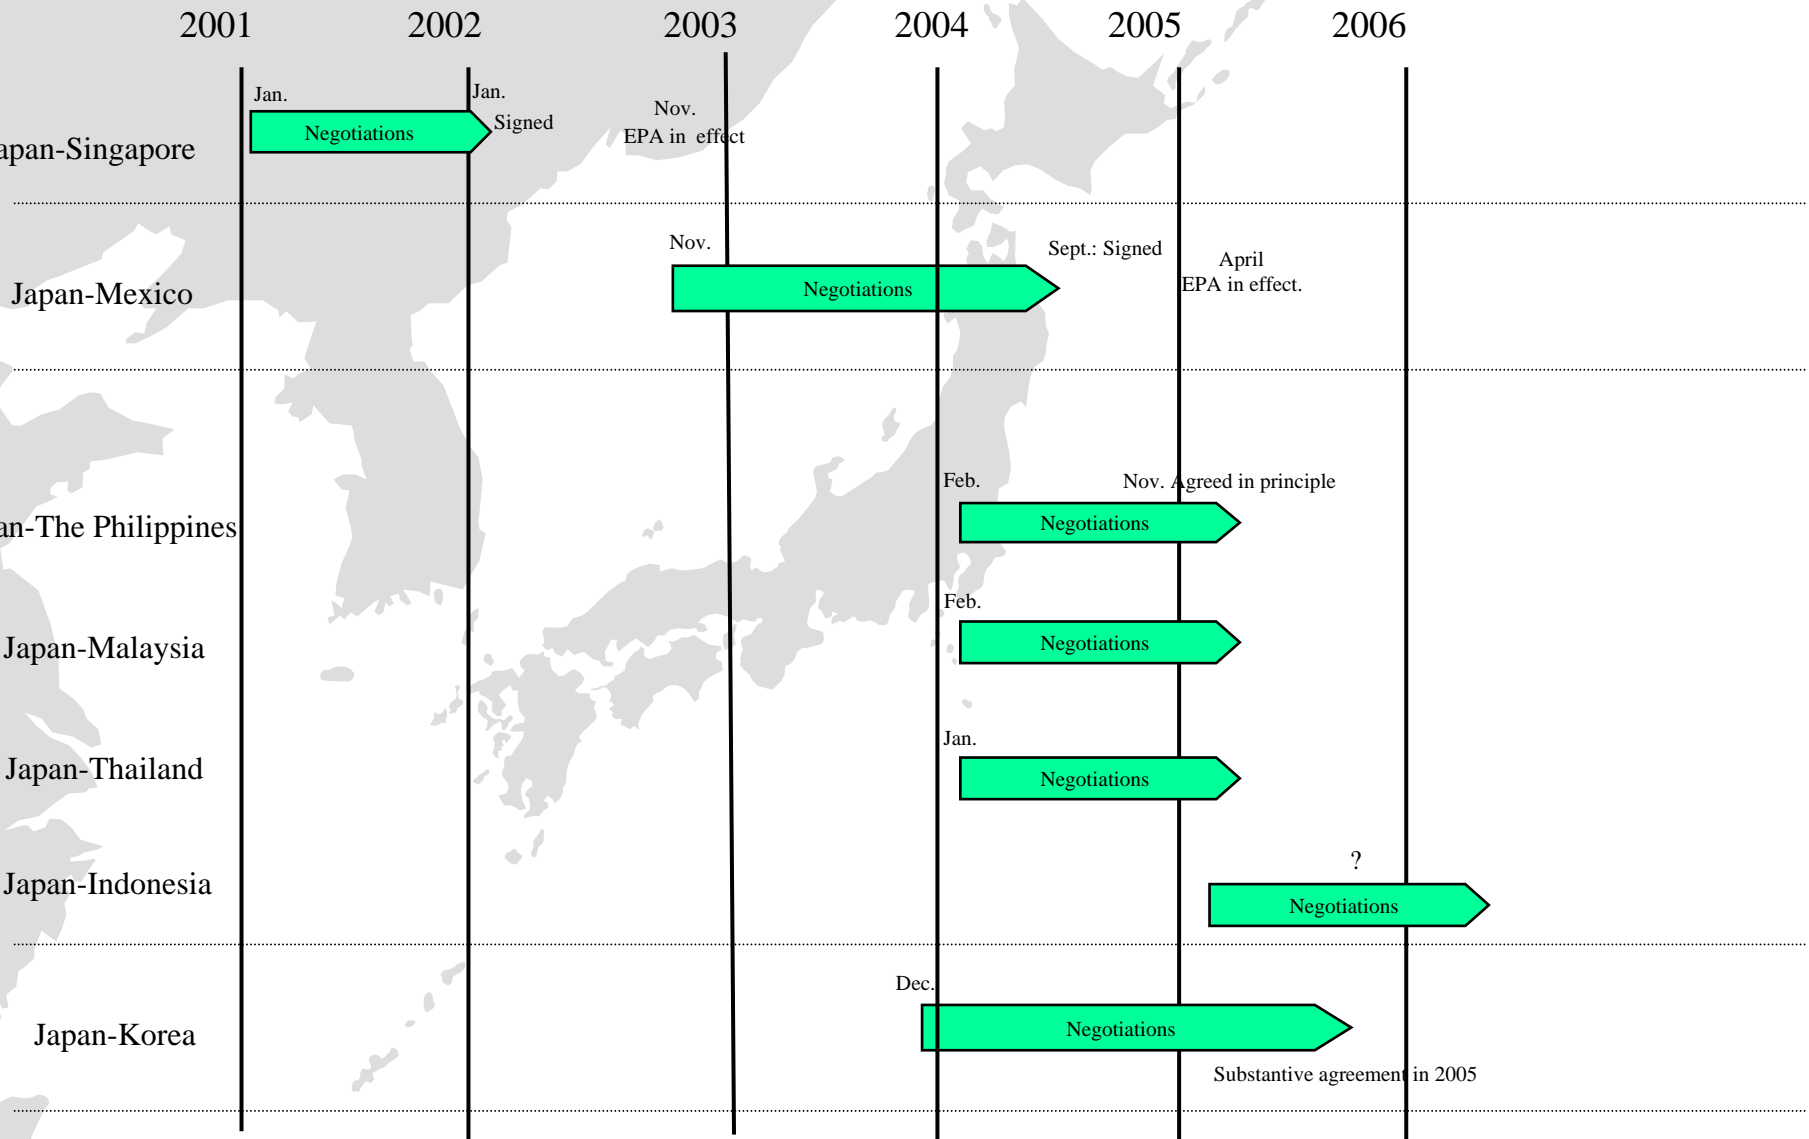 2001 2002 2003 2004 2005 2006
Jan.
Jan.
Negotiations
Signed
Nov.
EPA in effect
apan-Singapore
Nov.
Sept.: Signed
April
EPA in effect.
Japan-Mexico
Negotiations
Feb.
Nov. Agreed in principle
an-The Philippines
Negotiations
Feb.
Japan-Malaysia
Negotiations
Jan.
Japan-Thailand
Negotiations
?
Japan-Indonesia
Negotiations
Dec.
Japan-Korea
Negotiations
Substantive agreement in 2005